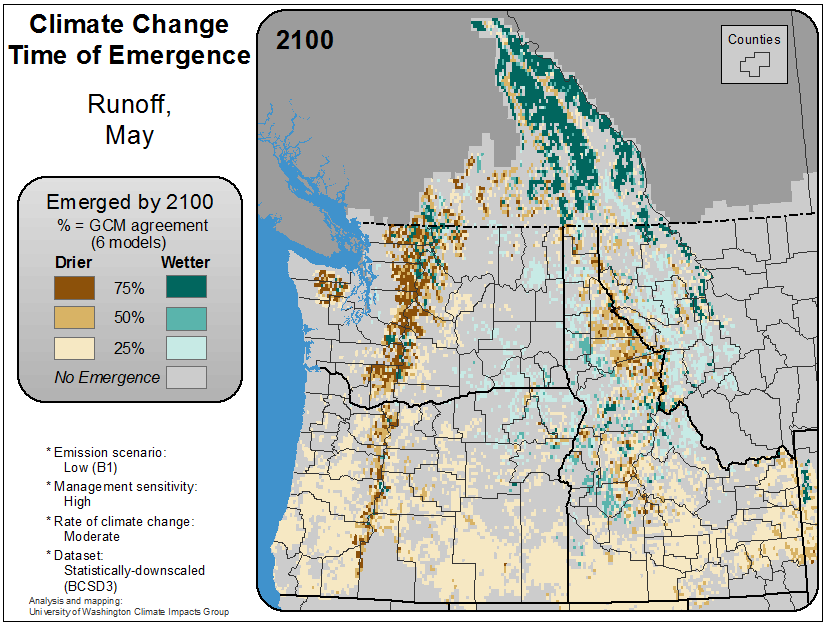 Climate Change
Time of Emergence
Runoff,
May
Emerged by 2100
% = GCM agreement
(6 models)
Drier Wetter
75%
50%
25%
No Emergence
* Emission scenario:
Low (B1)
* Management sensitivity:
High
* Rate of climate change:
Moderate
* Dataset:
Statistically-downscaled
(BCSD3)
Analysis and mapping:
University of Washington Climate Impacts Group
2100
Counties